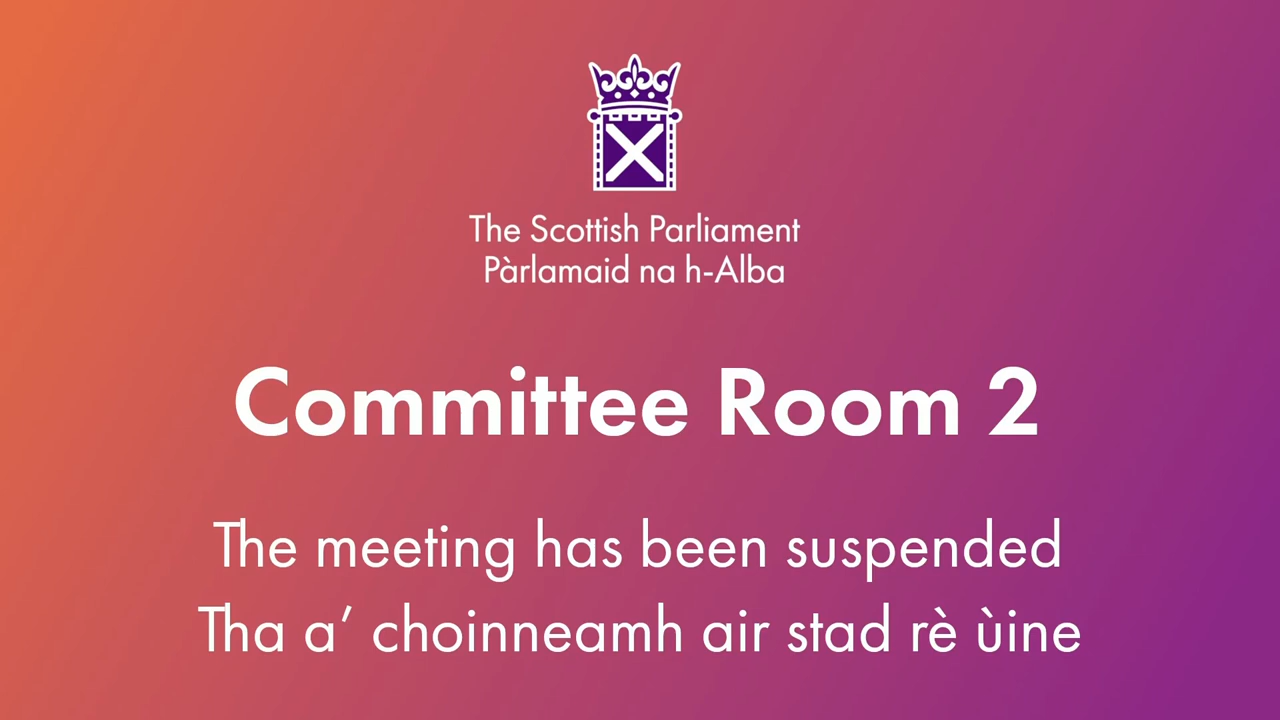 The Scottish Parliament
Pàrlamaid na h-Alba
Committee Room 2
The meeting has been suspended
Tha a’ choinneamh air stad rè ùine